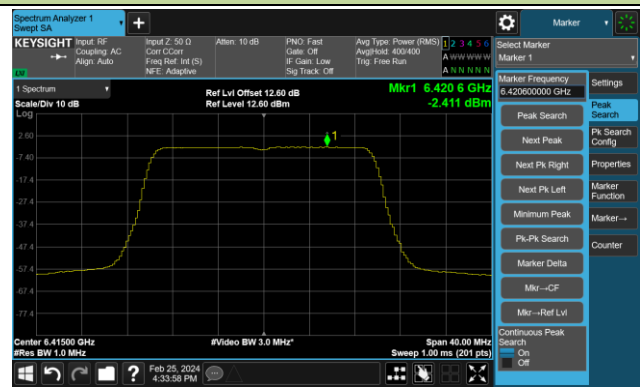 Spectrum Analyzer 1
Swept SA
Marker
KEYSIGHT
Input: RF
Coupling: AC
Align: Auto
Input Z: 50 Ω
Corr CCorr
Freq Ref: Int (S)
NFE: Adaptive
Atten: 10 dB
PNO: Fast
Gate: Off
IF Gain: Low
Sig Track: Off
Avg Type: Power (RMS)
Avg|Hold: 400/400
Trig: Free Run
1 2 3 4 5 6
A W W W W W
A N N N N N
LXI
Select Marker
Marker 1
1 Spectrum
Scale/Div 10 dB
Log
Ref Lvl Offset 12.60 dB
Ref Level 12.60 dBm
Mkr1 6.420 6 GHz
-2.411 dBm
2.60
-7.40
-17.4
-27.4
-37.4
-47.4
-57.4
-67.4
-77.4
1
Center 6.41500 GHz
#Res BW 1.0 MHz
#Video BW 3.0 MHz*
Span 40.00 MHz
Sweep 1.00 ms (201 pts)
Marker Frequency
6.420600000 GHz
Peak Search
Next Peak
Next Pk Right
Next Pk Left
Minimum Peak
Pk-Pk Search
Marker Delta
Mkr→CF
Mkr→Ref Lvl
Continuous Peak
Search
On
Off
Settings
Peak
Search
Pk Search
Config
Properties
Marker
Function
Marker→
Counter
Feb 25, 2024
4:33:58 PM